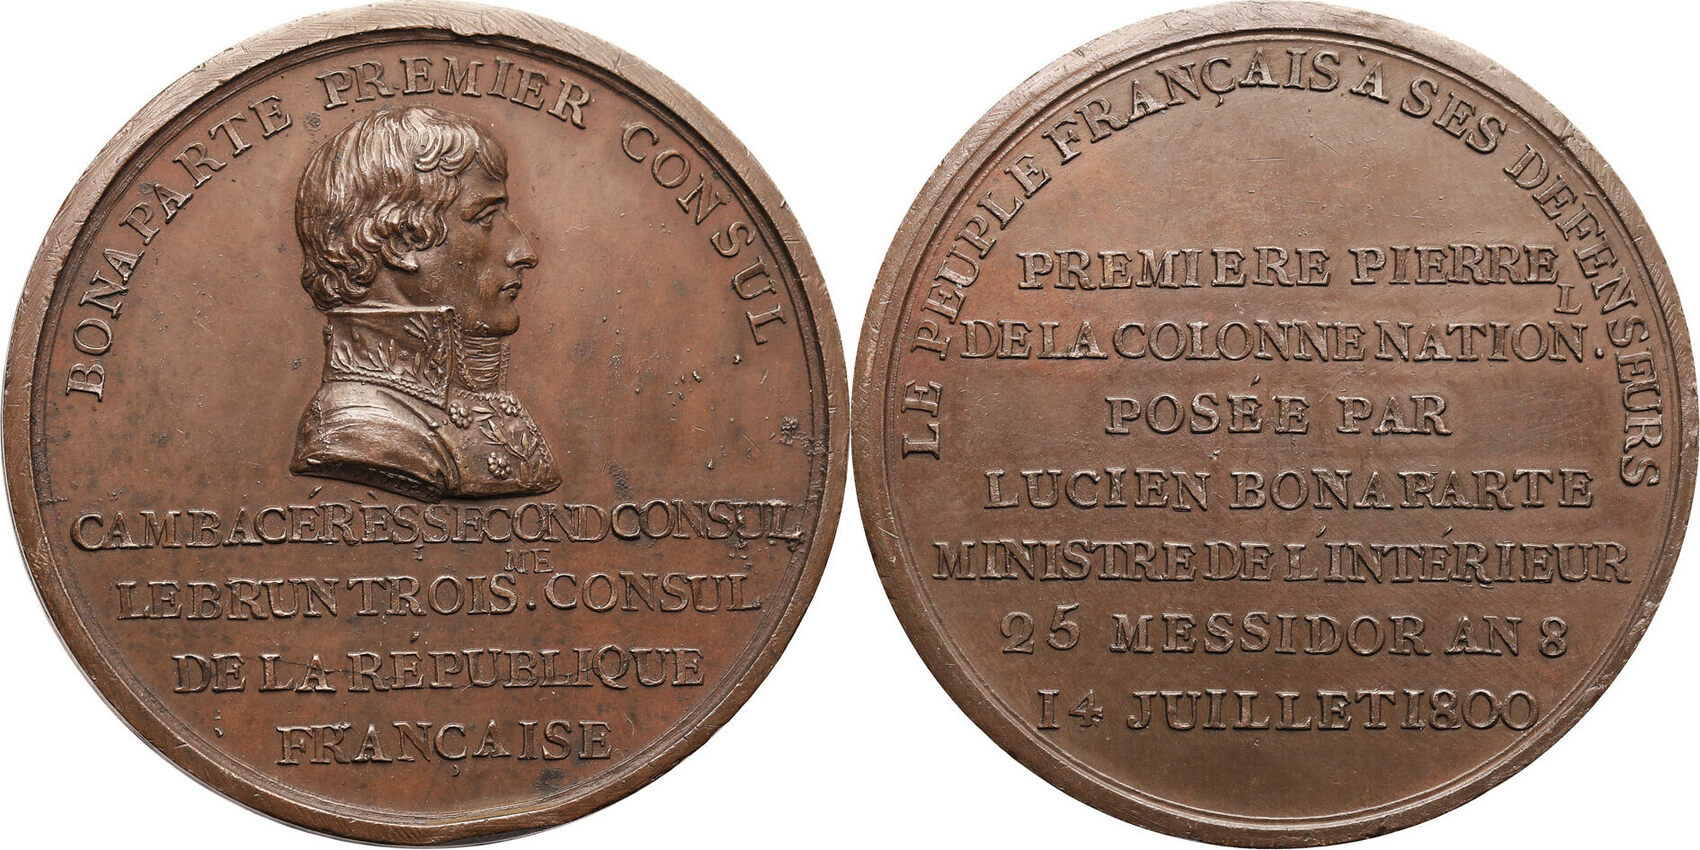 BONAPARTE PREMIER CONSUL
CAMBACÉRÈS SECOND CONSUL
LEBRUN TROIS.ME CONSUL
DE LA RÉPUBLIQUE
FRANÇAISE
LE PEUPLE FRANÇAIS À SES DÉFENSEURS
PREMIERE PIERRE
DE LA COLONNE NATION.L
POSÉE PAR
LUCIEN BONAPARTE
MINISTRE DE L'INTÉRIEUR
25 MESSIDOR AN 8
14 JUILLET 1800